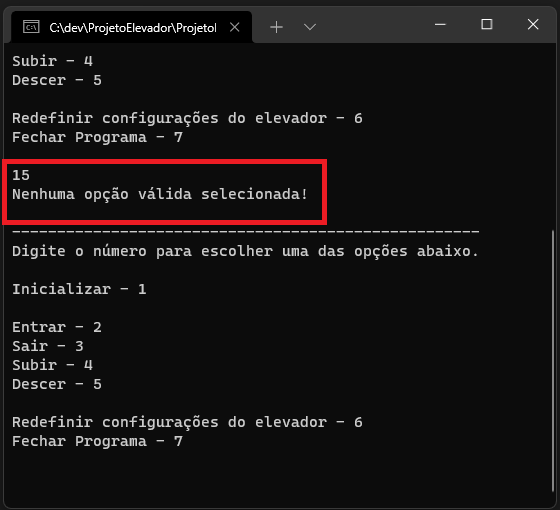 C:\dev\ProjetoElevador\Projeto
Subir - 4
Descer - 5
Redefinir configurações do elevador - 6
Fechar Programa - 7
15
Nenhuma opção válida selecionada!
----------------------------------------------------
Digite o número para escolher uma das opções abaixo.
Inicializar - 1
Entrar - 2
Sair - 3
Subir - 4
Descer - 5
Redefinir configurações do elevador - 6
Fechar Programa - 7